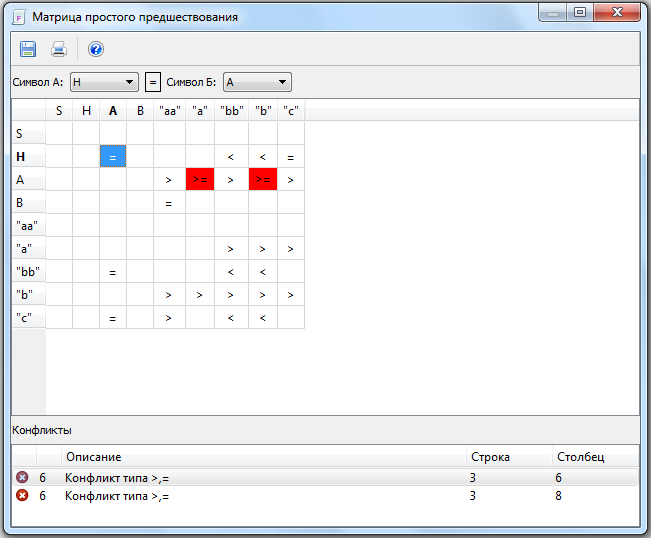 Матрица простого предшествования
Символ А: H = Символ Б: A
S H A B "aa" "a" "bb" "b" "c"
S
H = < < =
A > >= > >= >
B =
"aa"
"a" > > >
"bb" = < <
"b" > > > > >
"c" = > < <
Конфликты
Описание Строка Столбец
6 Конфликт типа >,= 3 6
6 Конфликт типа >,= 3 8